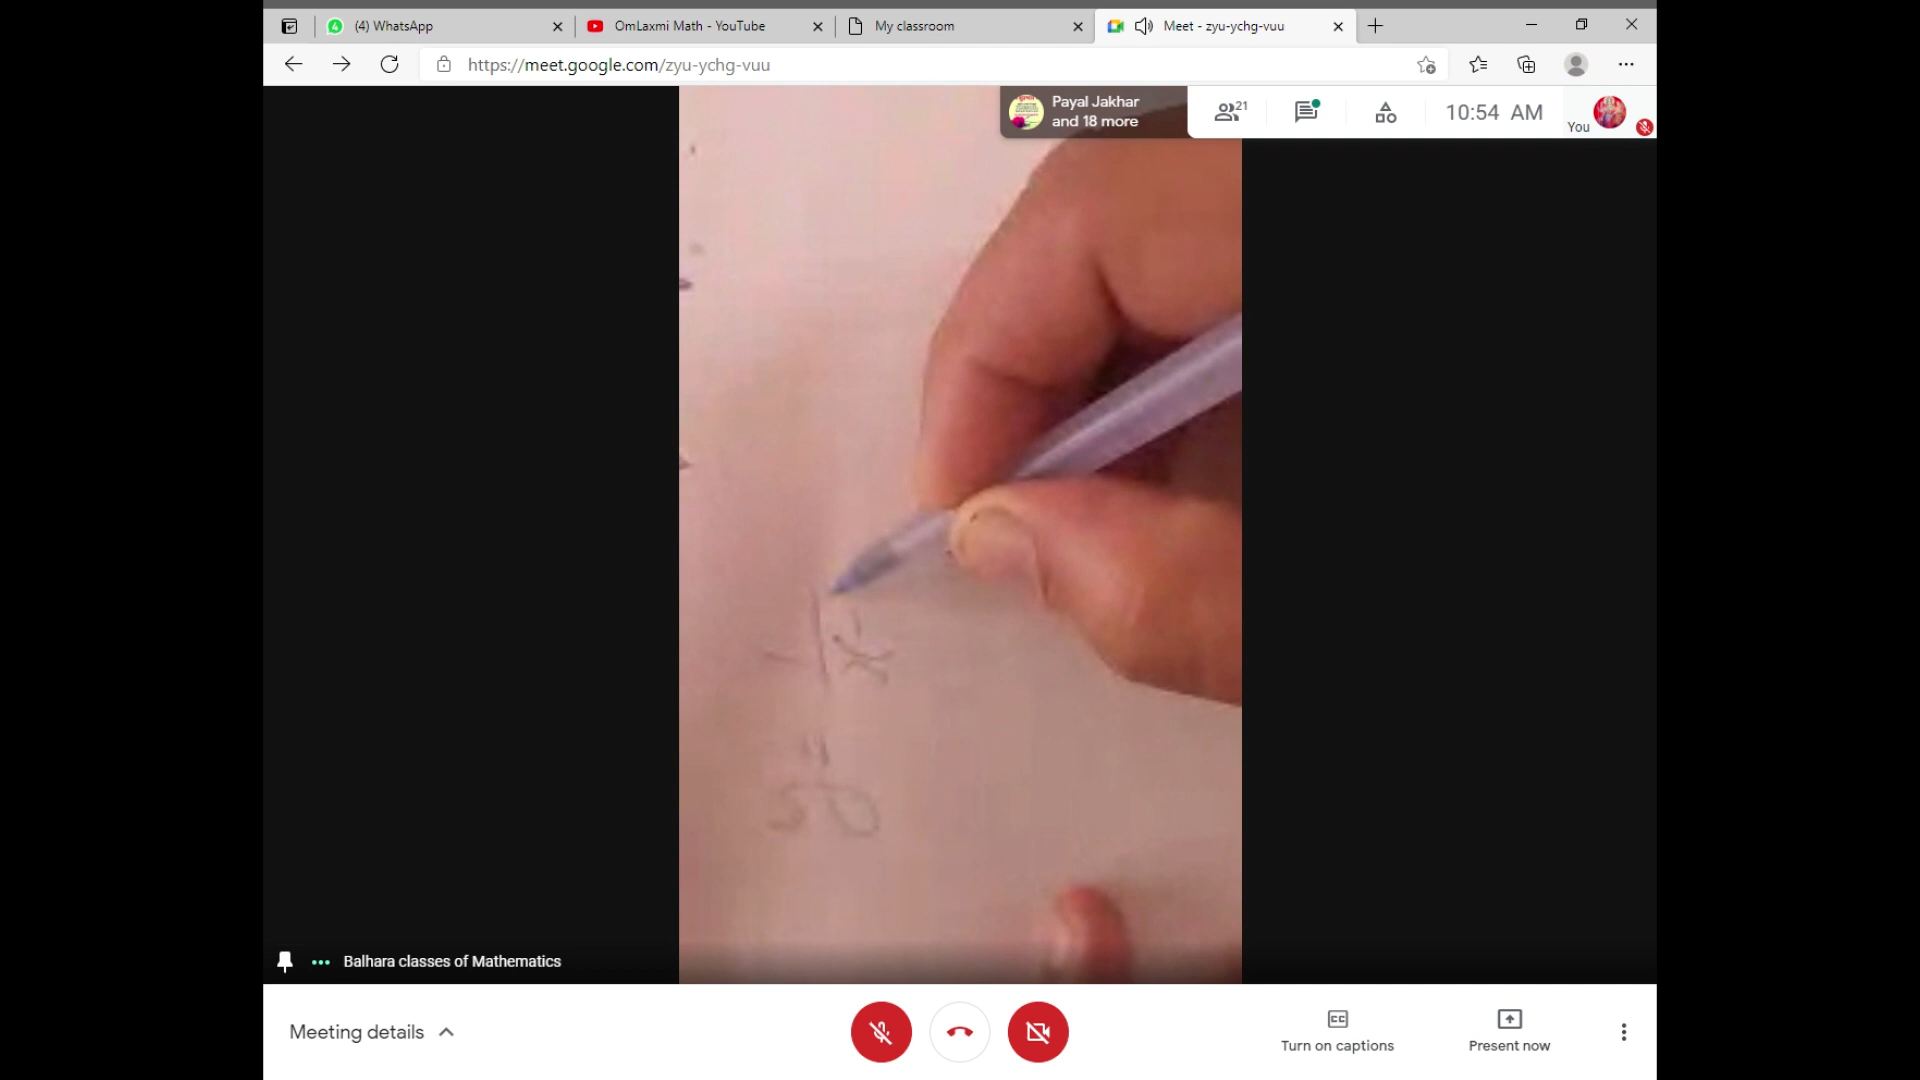 (4) WhatsApp
OmLaxmi Math - YouTube
My classroom
Meet - zyu-ychg-vuu
https://meet.google.com/zyu-ychg-vuu
Payal Jakhar
and 18 more
21
10:54 AM
You
Balhara classes of Mathematics
Meeting details
CC
Turn on captions
Present now